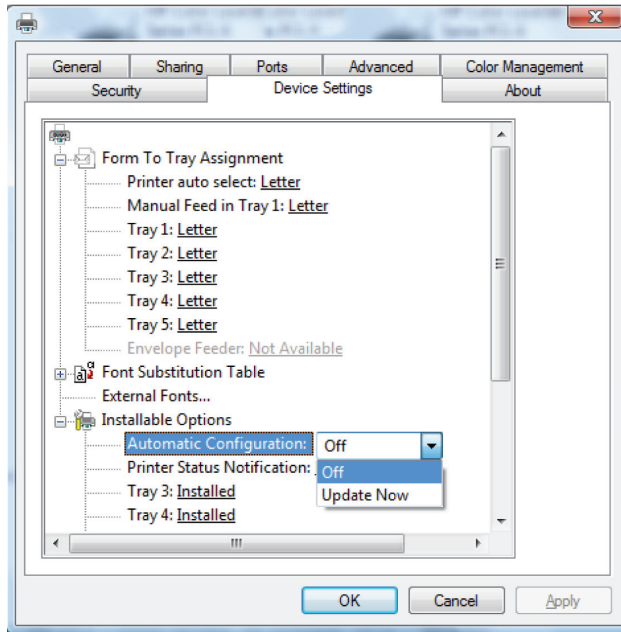 General Sharing Ports Advanced Color Management
Security Device Settings About
Form To Tray Assignment
Printer auto select: Letter
Manual Feed in Tray 1: Letter
Tray 1: Letter
Tray 2: Letter
Tray 3: Letter
Tray 4: Letter
Tray 5: Letter
Envelope Feeder: Not Available
Font Substitution Table
External Fonts...
Installable Options
Automatic Configuration: Off
Printer Status Notification:
Off
Update Now
Tray 3: Installed
Tray 4: Installed
OK Cancel Apply